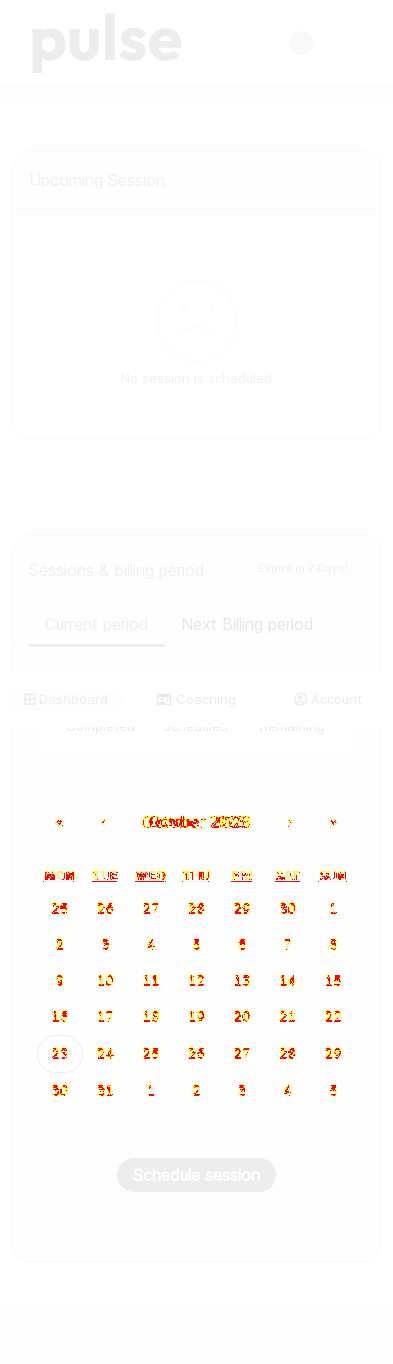 pulse
Upcoming Session
No session is scheduled
Sessions & billing period
Expire in 7 Days!
Current period
Next Billing period
Dashboard
Coaching
Account
Completed
Scheduled
Remaining
« ‹ October 2023 › »
MON TUE WED THU FRI SAT SUN
25 26 27 28 29 30 1
2 3 4 5 6 7 8
9 10 11 12 13 14 15
16 17 18 19 20 21 22
23 24 25 26 27 28 29
30 31 1 2 3 4 5
Schedule session